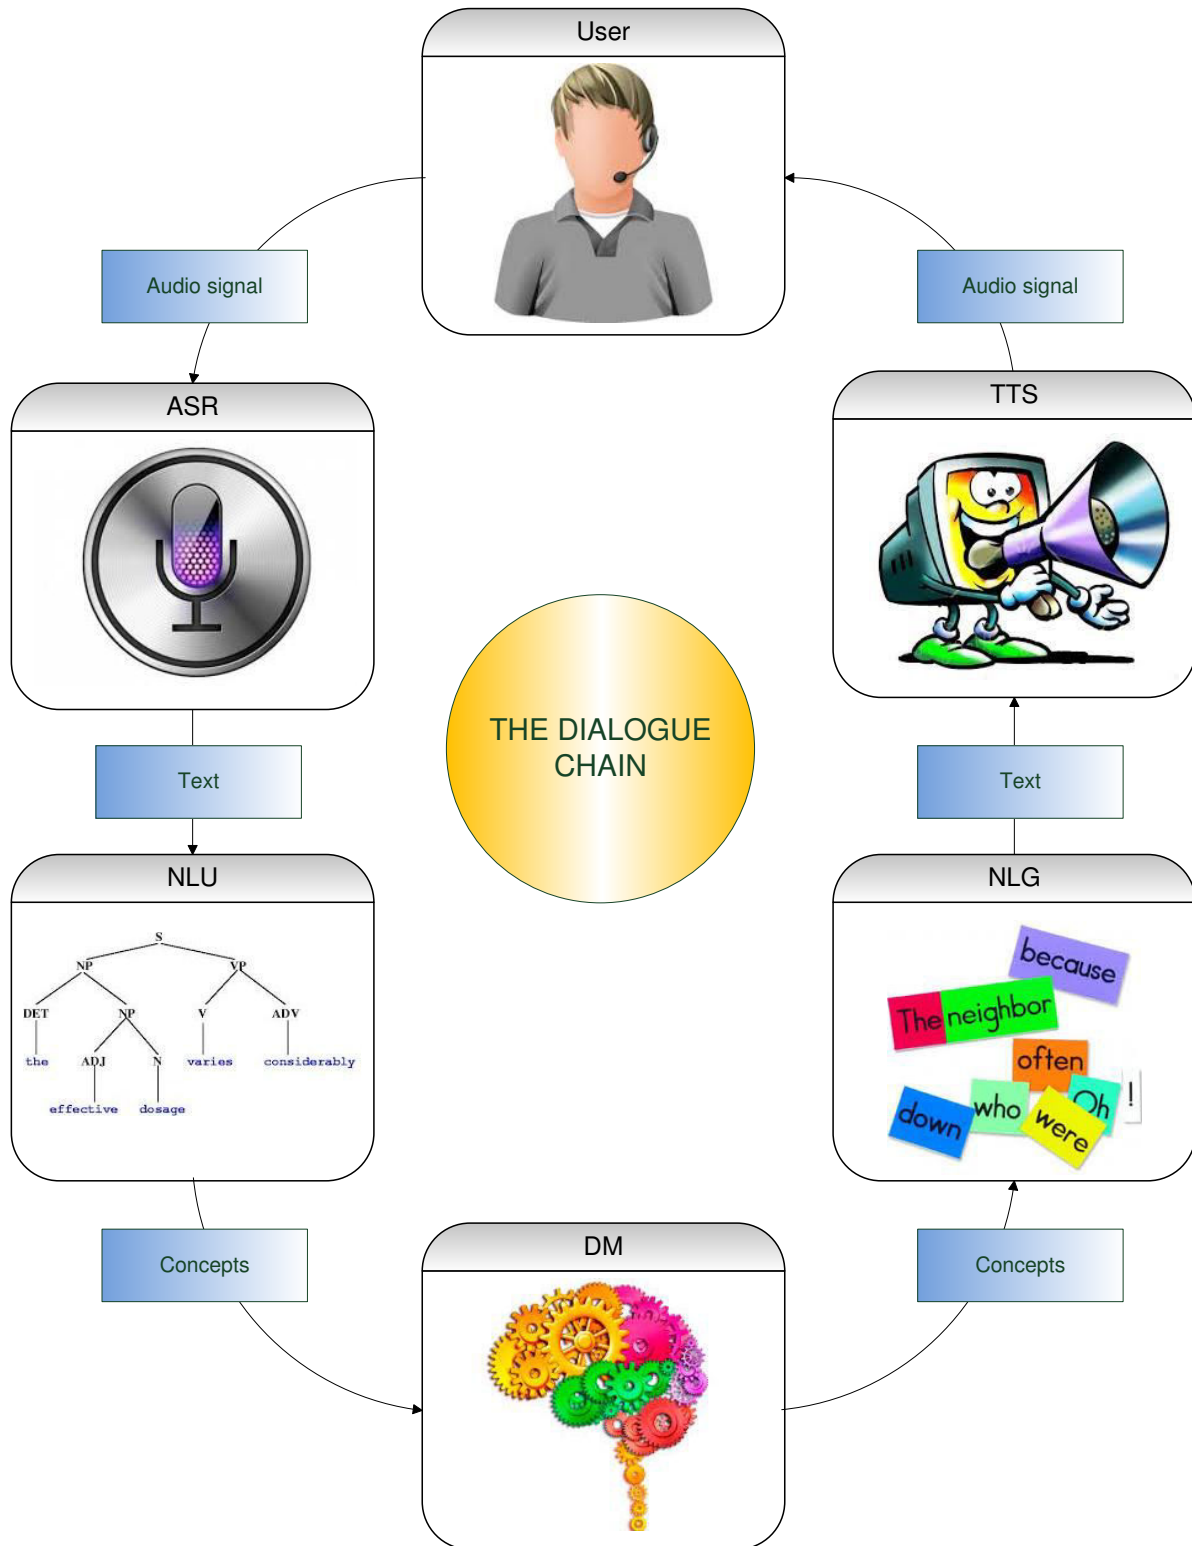 User
Audio signal
Audio signal
ASR
TTS
THE DIALOGUE
CHAIN
Text
Text
NLU
S
NP VP
DET NP V ADV
the ADJ N varies considerably
effective dosage
NLG
because
The neighbor
often
down who were Oh !
Concepts
Concepts
DM